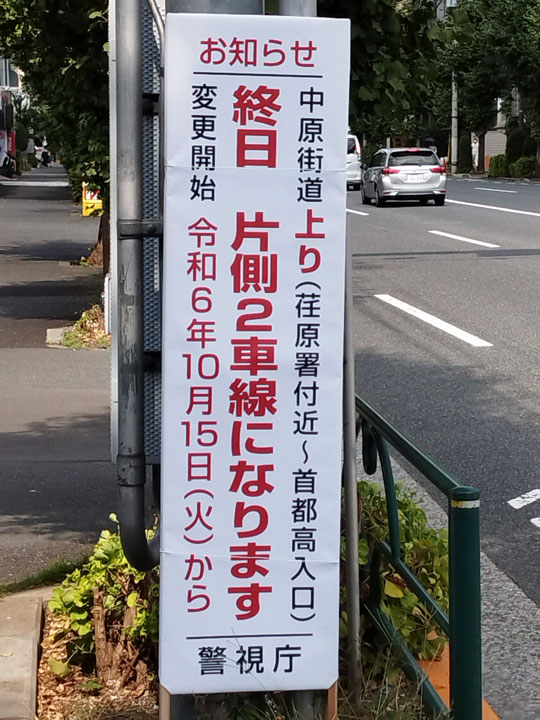 お知らせ
中原街道上り(荏原署付近～首都高入口)
終日 片側2車線になります
変更開始 令和6年10月15日(火)から
警視庁